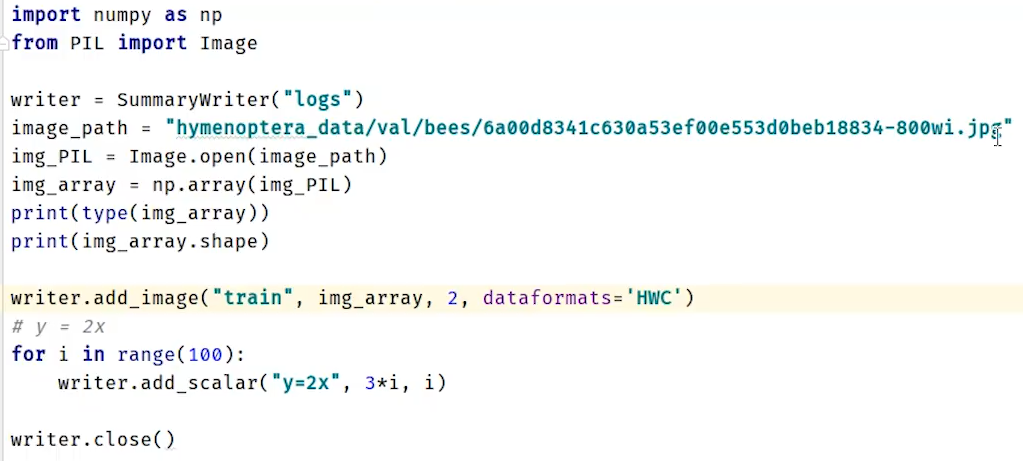 import numpy as np
from PIL import Image
writer = SummaryWriter("logs")
image_path = "hymenoptera_data/val/bees/6a00d8341c630a53ef00e553d0beb18834-800wi.jpg"
img_PIL = Image.open(image_path)
img_array = np.array(img_PIL)
print(type(img_array))
print(img_array.shape)
writer.add_image("train", img_array, 2, dataformats='HWC')
# y = 2x
for i in range(100):
    writer.add_scalar("y=2x", 3*i, i)
writer.close()